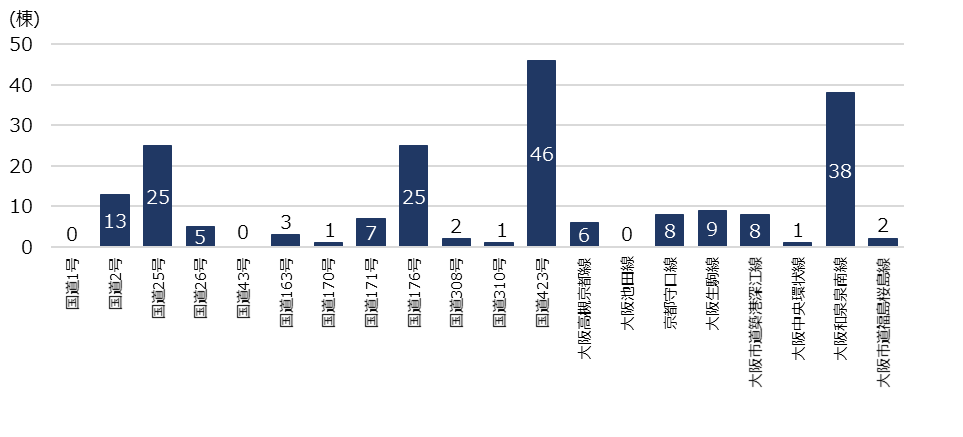 (棟)
50
40
30
20
10
0
0
13
25
5
0
3
1
7
25
2
1
46
6
0
8
9
8
1
38
2
国道1号
国道2号
国道25号
国道26号
国道43号
国道163号
国道170号
国道171号
国道176号
国道308号
国道310号
国道423号
大阪高槻京都線
大阪池田線
京都守口線
大阪生駒線
大阪市道築港深江線
大阪中央環状線
大阪和泉泉南線
大阪市道福島桜島線